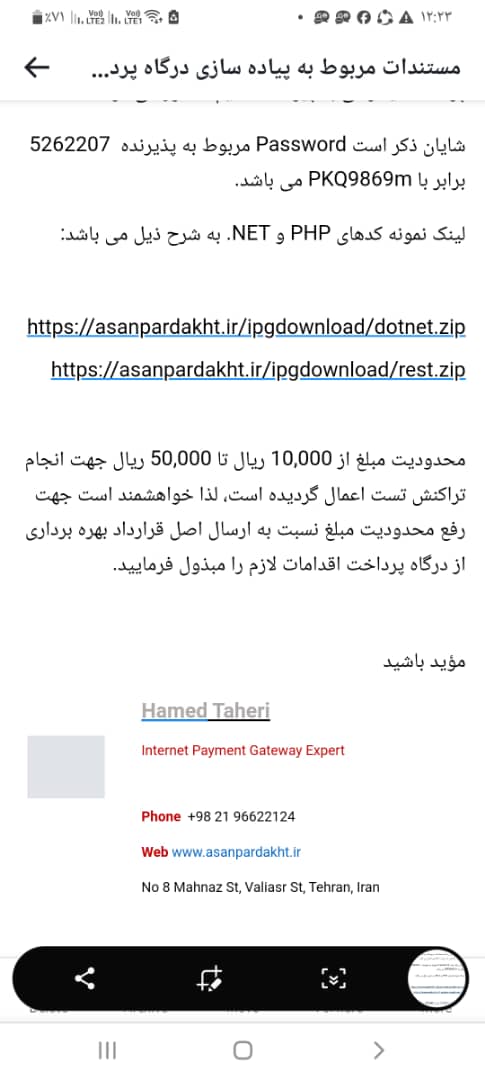 ٪۷۱ Vo)) LTE2 Vo)) LTE1 ۱۲:۲۳
مستندات مربوط به پیاده سازی درگاه پرد...
شایان ذکر است Password مربوط به پذیرنده 5262207
برابر با PKQ9869m می باشد.
لینک نمونه کدهای PHP و NET. به شرح ذیل می باشد:
https://asanpardakht.ir/ipgdownload/dotnet.zip
https://asanpardakht.ir/ipgdownload/rest.zip
محدودیت مبلغ از 10,000 ریال تا 50,000 ریال جهت انجام
تراکنش تست اعمال گردیده است، لذا خواهشمند است جهت
رفع محدودیت مبلغ نسبت به ارسال اصل قرارداد بهره برداری
از درگاه پرداخت اقدامات لازم را مبذول فرمایید.
مؤید باشید
Hamed Taheri
Internet Payment Gateway Expert
Phone +98 21 96622124
Web www.asanpardakht.ir
No 8 Mahnaz St, Valiasr St, Tehran, Iran